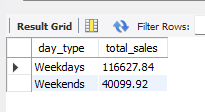 Result Grid Filter Rows:
day_type total_sales
Weekdays 116627.84
Weekends 40099.92